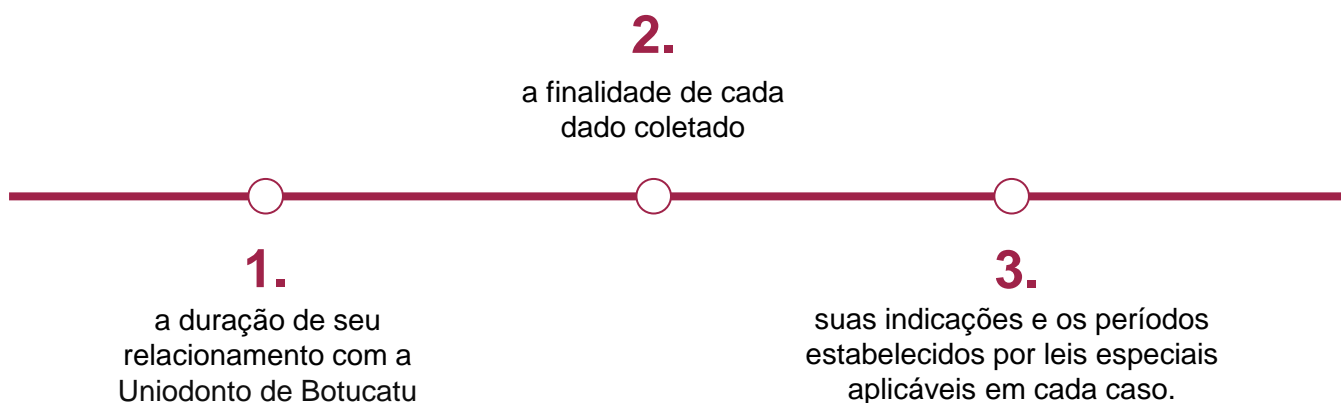 1.
a duração de seu
relacionamento com a
Uniodonto de Botucatu
2.
a finalidade de cada
dado coletado
3.
suas indicações e os períodos
estabelecidos por leis especiais
aplicáveis em cada caso.